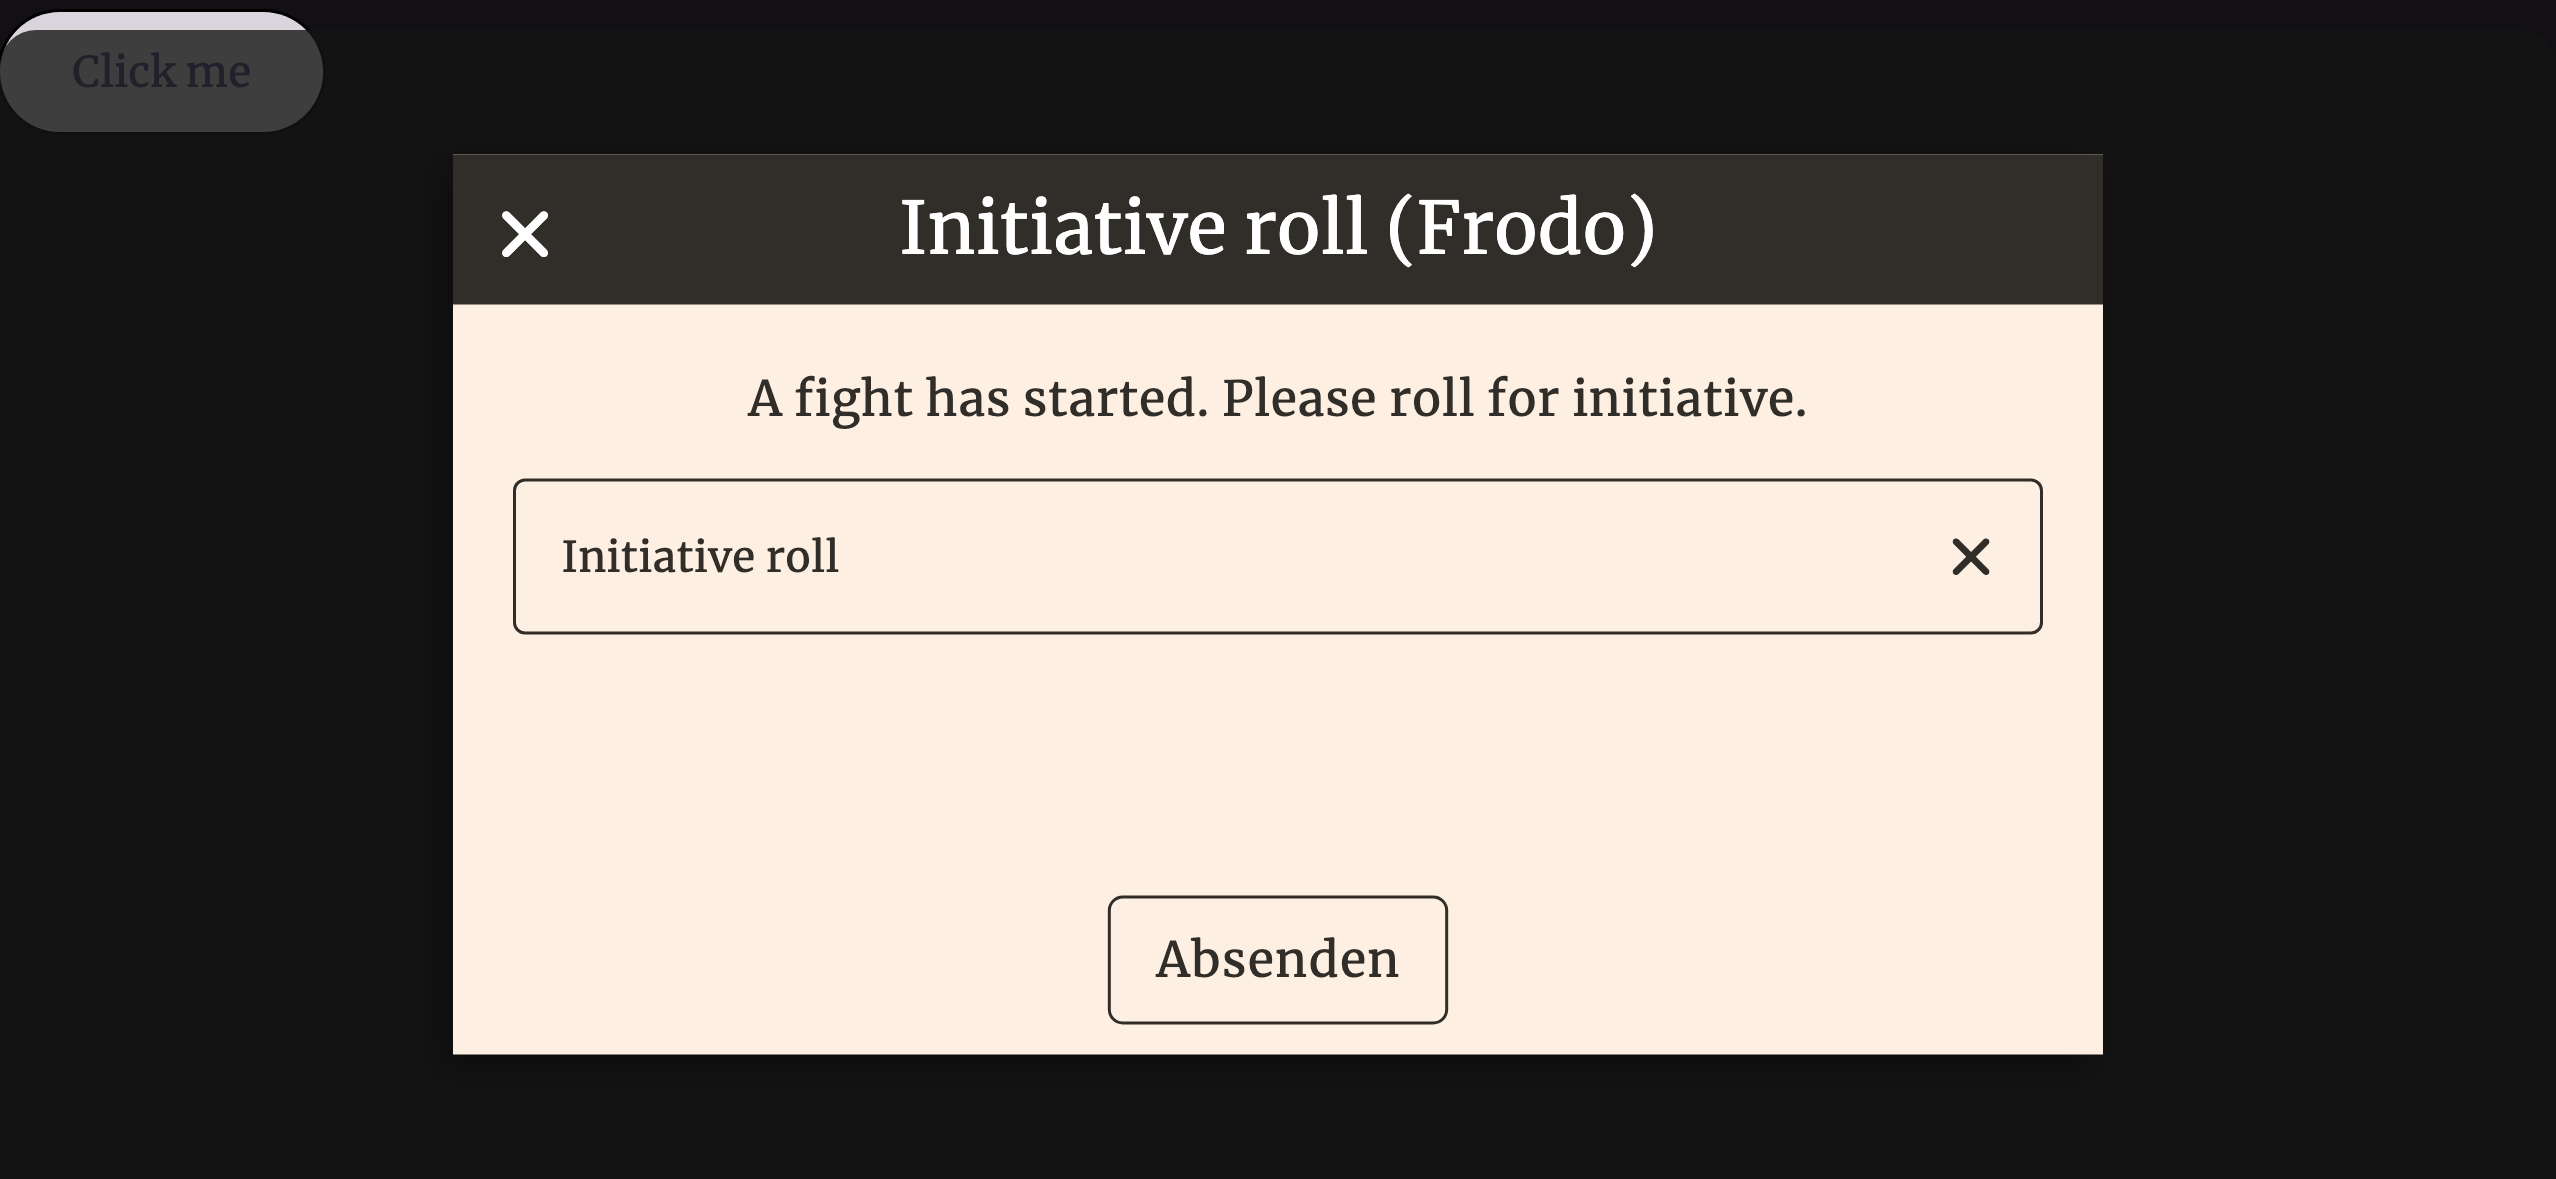 Click me
Initiative roll (Frodo)
A fight has started. Please roll for initiative.
Initiative roll
Absenden